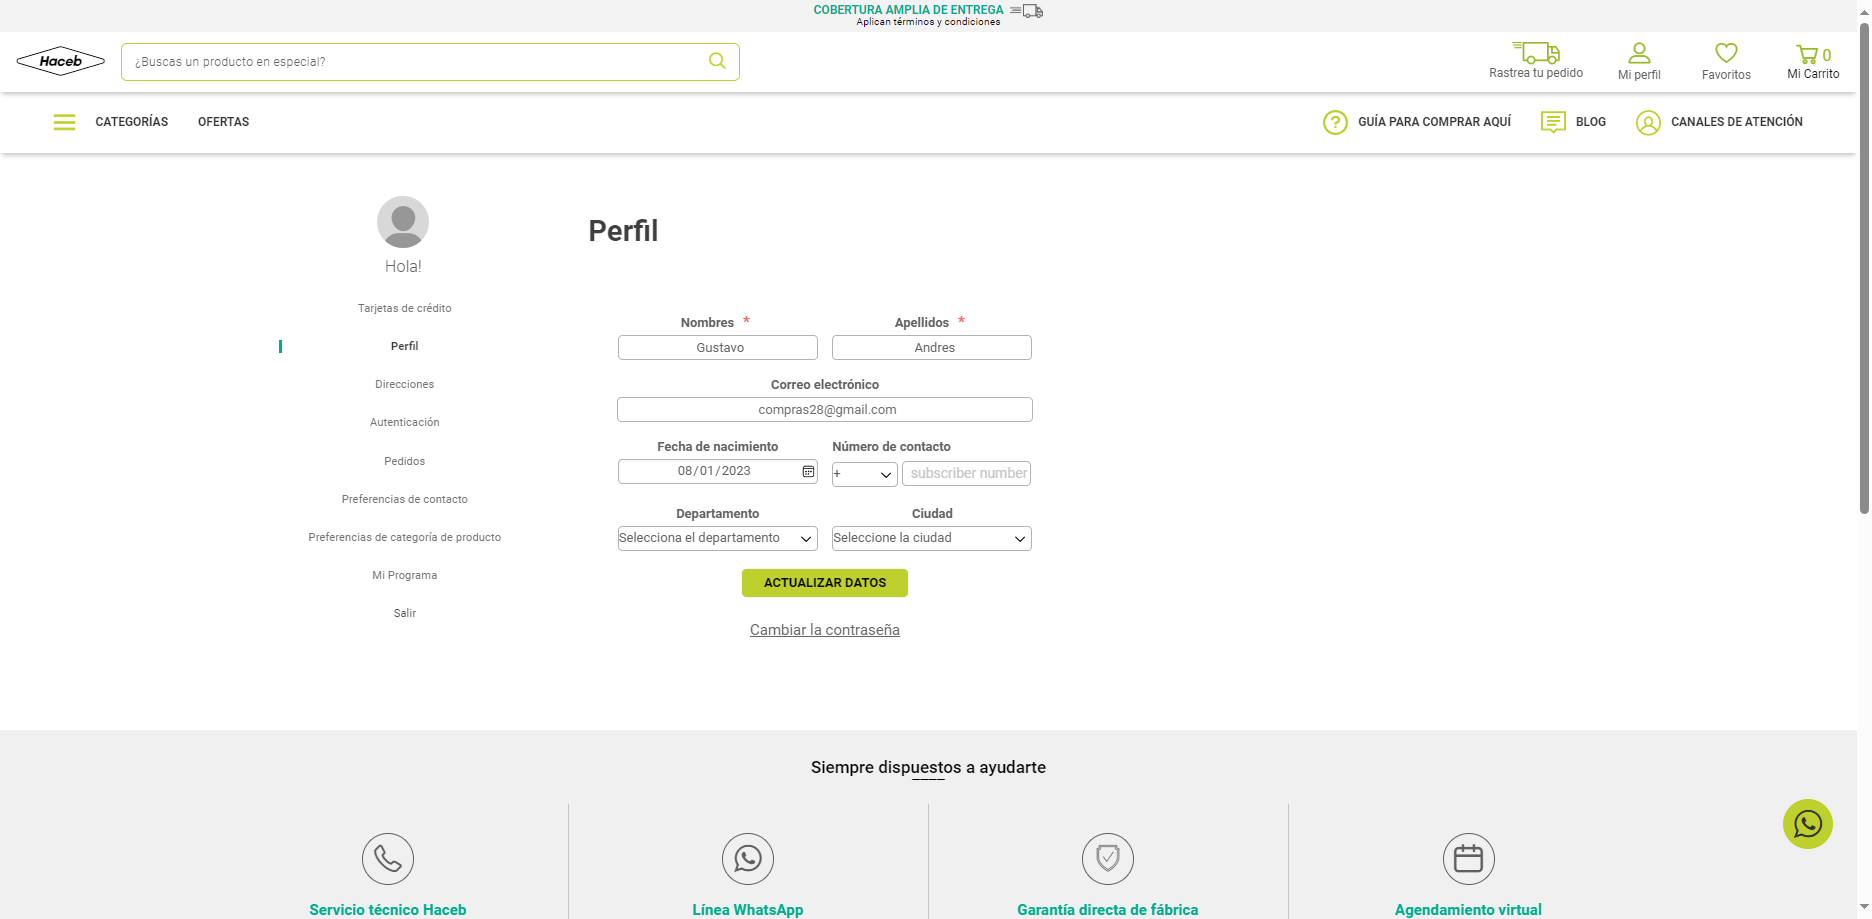 COBERTURA AMPLIA DE ENTREGA
Aplican términos y condiciones
Haceb
¿Buscas un producto en especial?
Rastrea tu pedido
Mi perfil
Favoritos
0
Mi Carrito
CATEGORÍAS
OFERTAS
GUÍA PARA COMPRAR AQUÍ
BLOG
CANALES DE ATENCIÓN
Hola!
Tarjetas de crédito
Perfil
Direcciones
Autenticación
Pedidos
Preferencias de contacto
Preferencias de categoría de producto
Mi Programa
Salir
Perfil
Nombres * Apellidos *
Gustavo Andres
Correo electrónico
compras28@gmail.com
Fecha de nacimiento Número de contacto
08/01/2023 + subscriber number
Departamento Ciudad
Selecciona el departamento Seleccione la ciudad
ACTUALIZAR DATOS
Cambiar la contraseña
Siempre dispuestos a ayudarte
Servicio técnico Haceb
Línea WhatsApp
Garantía directa de fábrica
Agendamiento virtual